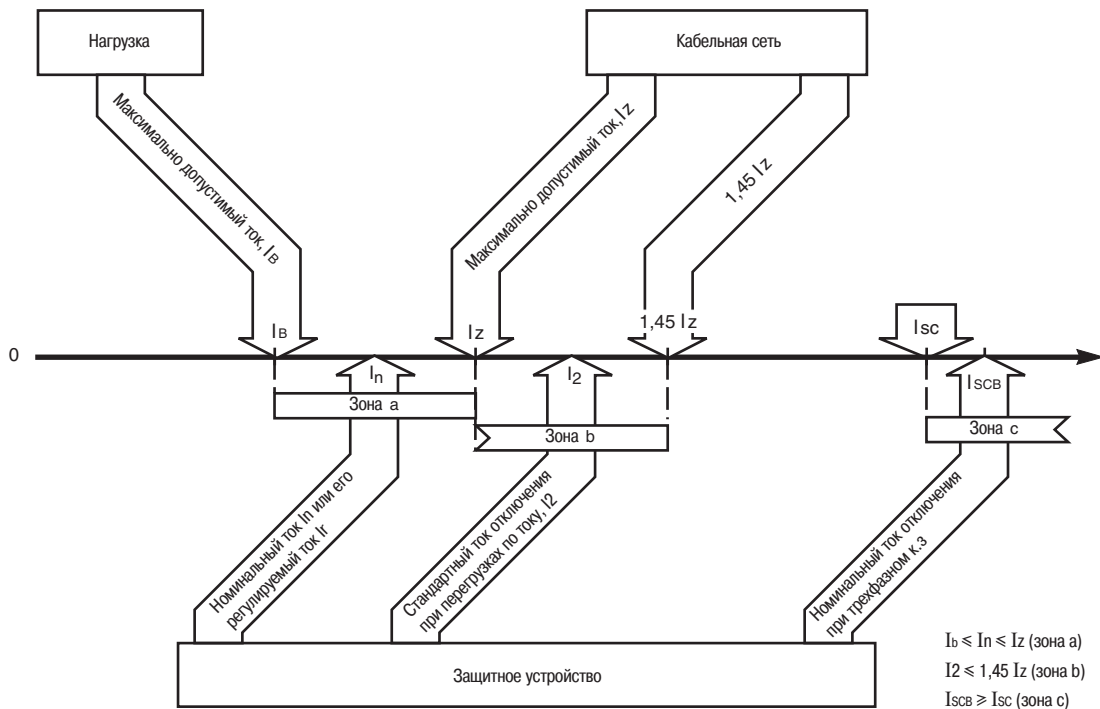 Нагрузка
Кабельная сеть
Максимально допустимый ток, IB
Максимально допустимый ток, Iz
1,45 Iz
IB
Iz
1,45 Iz
Isc
0
In
I2
ISCB
Зона a
Зона b
Зона c
Номинальный ток In или его
регулируемый ток Ir
Стандартный ток отключения
при перегрузках по току, I2
Номинальный ток отключения
при трехфазном к.з
Защитное устройство
Ib ⩽ In ⩽ Iz (зона a)
I2 ⩽ 1,45 Iz (зона b)
ISCB ⩾ ISC (зона c)